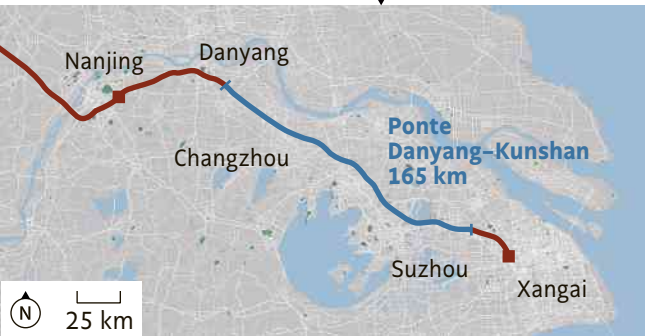 Nanjing
Danyang
Changzhou
Ponte
Danyang–Kunshan
165 km
Suzhou
Xangai
N
25 km